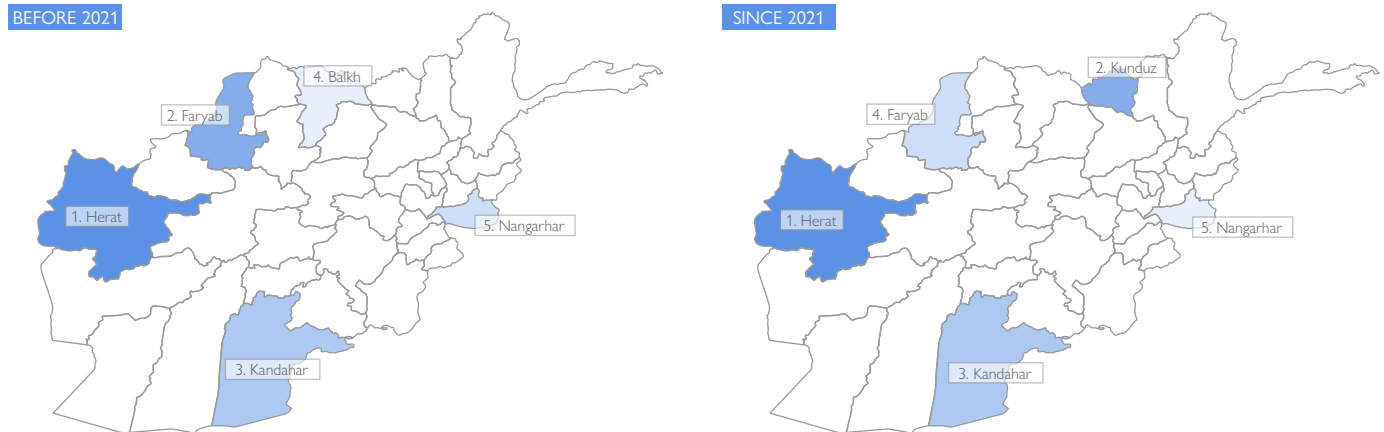 BEFORE 2021
4. Balkh
2. Faryab
1. Herat
5. Nangarhar
3. Kandahar
SINCE 2021
2. Kunduz
4. Faryab
1. Herat
5. Nangarhar
3. Kandahar